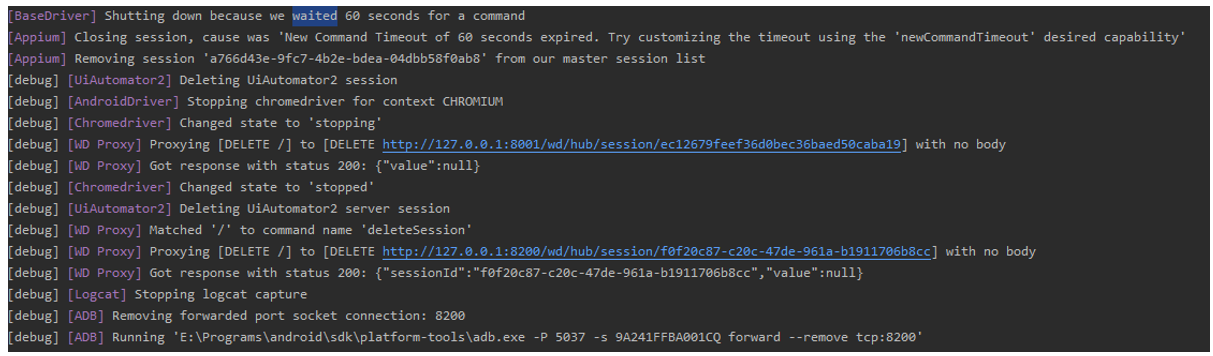 [BaseDriver] Shutting down because we waited 60 seconds for a command
[Appium] Closing session, cause was 'New Command Timeout of 60 seconds expired. Try customizing the timeout using the 'newCommandTimeout' desired capability'
[Appium] Removing session 'a766d43e-9fc7-4b2e-bdea-04dbb58f0ab8' from our master session list
[debug] [UiAutomator2] Deleting UiAutomator2 session
[debug] [AndroidDriver] Stopping chromedriver for context CHROMIUM
[debug] [Chromedriver] Changed state to 'stopping'
[debug] [WD Proxy] Proxying [DELETE /] to [DELETE http://127.0.0.1:8001/wd/hub/session/ec12679feef36d0bec36baed50caba19] with no body
[debug] [WD Proxy] Got response with status 200: {"value":null}
[debug] [Chromedriver] Changed state to 'stopped'
[debug] [UiAutomator2] Deleting UiAutomator2 server session
[debug] [WD Proxy] Matched '/' to command name 'deleteSession'
[debug] [WD Proxy] Proxying [DELETE /] to [DELETE http://127.0.0.1:8200/wd/hub/session/f0f20c87-c20c-47de-961a-b1911706b8cc] with no body
[debug] [WD Proxy] Got response with status 200: {"sessionId":"f0f20c87-c20c-47de-961a-b1911706b8cc","value":null}
[debug] [Logcat] Stopping logcat capture
[debug] [ADB] Removing forwarded port socket connection: 8200
[debug] [ADB] Running 'E:\Programs\android\sdk\platform-tools\adb.exe -P 5037 -s 9A241FFBA001CQ forward --remove tcp:8200'